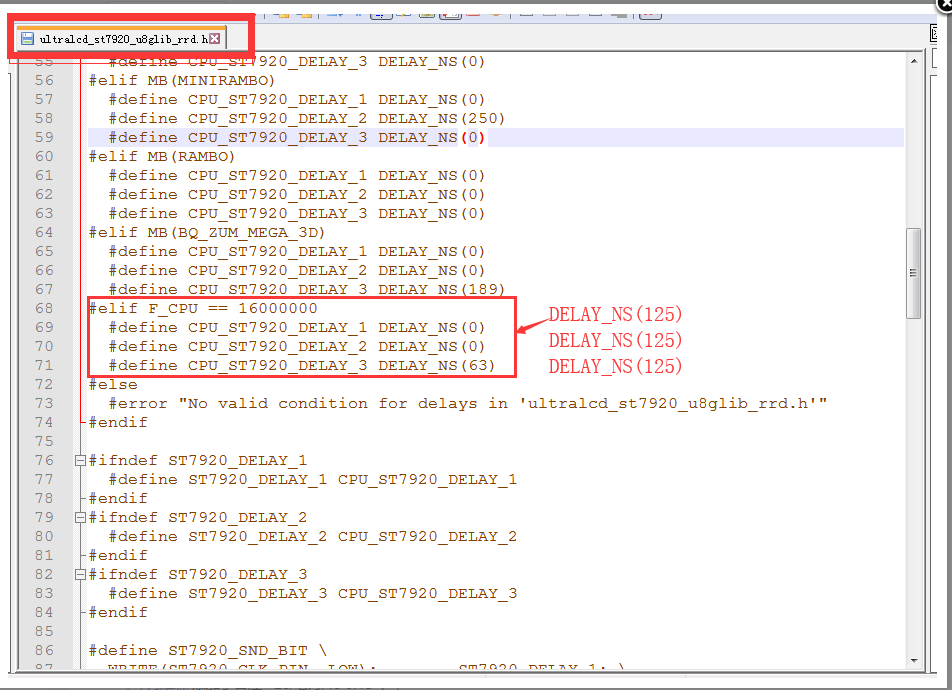 ultralcd_st7920_u8glib_rrd.h
55 #define CPU_ST7920_DELAY_3 DELAY_NS(0)
56 #elif MB(MINIRAMBO)
57 #define CPU_ST7920_DELAY_1 DELAY_NS(0)
58 #define CPU_ST7920_DELAY_2 DELAY_NS(250)
59 #define CPU_ST7920_DELAY_3 DELAY_NS(0)
60 #elif MB(RAMBO)
61 #define CPU_ST7920_DELAY_1 DELAY_NS(0)
62 #define CPU_ST7920_DELAY_2 DELAY_NS(0)
63 #define CPU_ST7920_DELAY_3 DELAY_NS(0)
64 #elif MB(BQ_ZUM_MEGA_3D)
65 #define CPU_ST7920_DELAY_1 DELAY_NS(0)
66 #define CPU_ST7920_DELAY_2 DELAY_NS(0)
67 #define CPU_ST7920_DELAY_3 DELAY_NS(189)
68 #elif F_CPU == 16000000
69 #define CPU_ST7920_DELAY_1 DELAY_NS(0)
70 #define CPU_ST7920_DELAY_2 DELAY_NS(0)
71 #define CPU_ST7920_DELAY_3 DELAY_NS(63)
DELAY_NS(125)
DELAY_NS(125)
DELAY_NS(125)
72 #else
73 #error "No valid condition for delays in 'ultralcd_st7920_u8glib_rrd.h'"
74 #endif
75
76 #ifndef ST7920_DELAY_1
77 #define ST7920_DELAY_1 CPU_ST7920_DELAY_1
78 #endif
79 #ifndef ST7920_DELAY_2
80 #define ST7920_DELAY_2 CPU_ST7920_DELAY_2
81 #endif
82 #ifndef ST7920_DELAY_3
83 #define ST7920_DELAY_3 CPU_ST7920_DELAY_3
84 #endif
85
86 #define ST7920_SND_BIT \
87 WRITE(ST7920_CLK_PIN, LOW); ST7920_DELAY_1; \